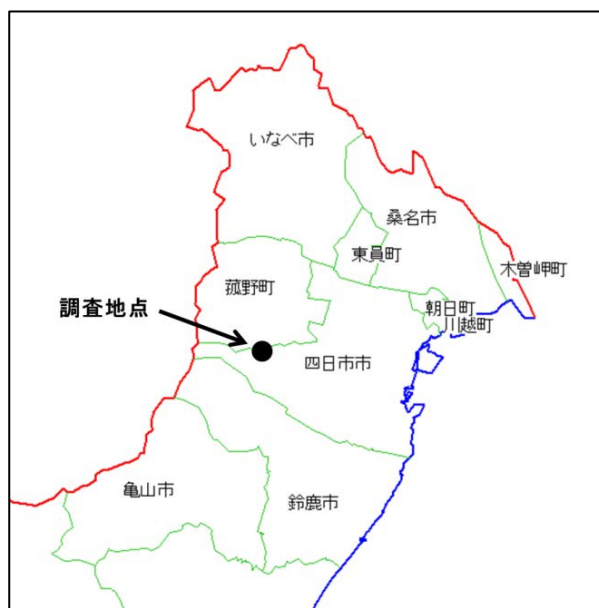 いなべ市
桑名市
東員町
木曽岬町
菰野町
朝日町
川越町
調査地点
四日市市
亀山市
鈴鹿市